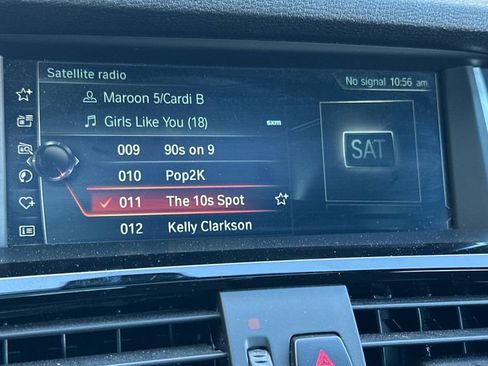 Satellite radio
No signal 10:56 am
Maroon 5/Cardi B
Girls Like You (18)
sxm
009 90s on 9
010 Pop2K
011 The 10s Spot
012 Kelly Clarkson
SAT